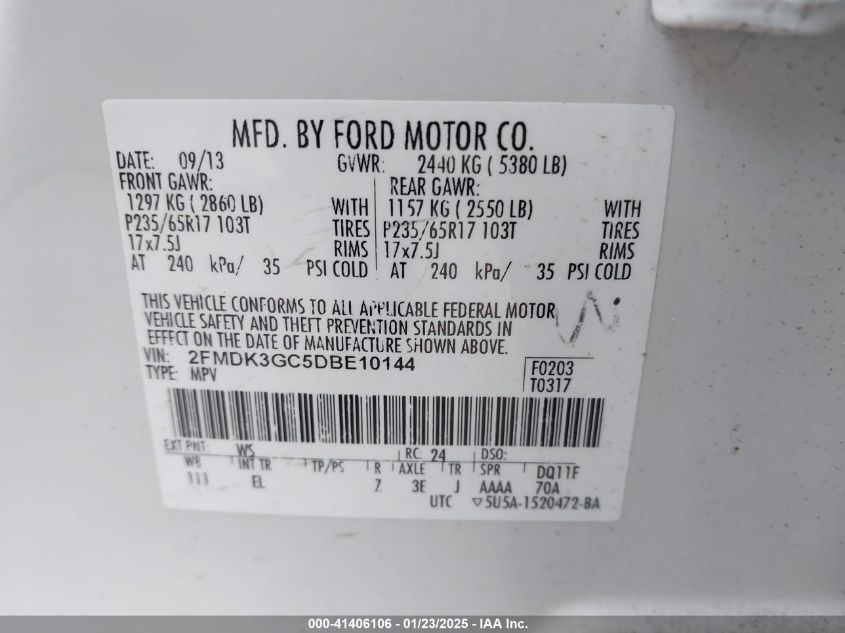 MFD. BY FORD MOTOR CO.
DATE: 09/13 GVWR: 2440 KG ( 5380 LB)
FRONT GAWR: REAR GAWR:
1297 KG ( 2860 LB) WITH 1157 KG ( 2550 LB) WITH
P235/65R17 103T TIRES P235/65R17 103T TIRES
17x7.5J RIMS 17x7.5J RIMS
AT 240 kPa/ 35 PSI COLD AT 240 kPa/ 35 PSI COLD
THIS VEHICLE CONFORMS TO ALL APPLICABLE FEDERAL MOTOR
VEHICLE SAFETY AND THEFT PREVENTION STANDARDS IN
EFFECT ON THE DATE OF MANUFACTURE SHOWN ABOVE.
VIN: 2FMDK3GC5DBE10144 F0203
TYPE: MPV T0317
EXT PNT: WS RC 24 DSO:
WB INT TR TP/PS R AXLE TR SPR DQ11F
111 EL 7 3E J AAAA 70A
UTC ▽5U5A-1520472-BA
000-41406106 - 01/23/2025 - IAAI.com